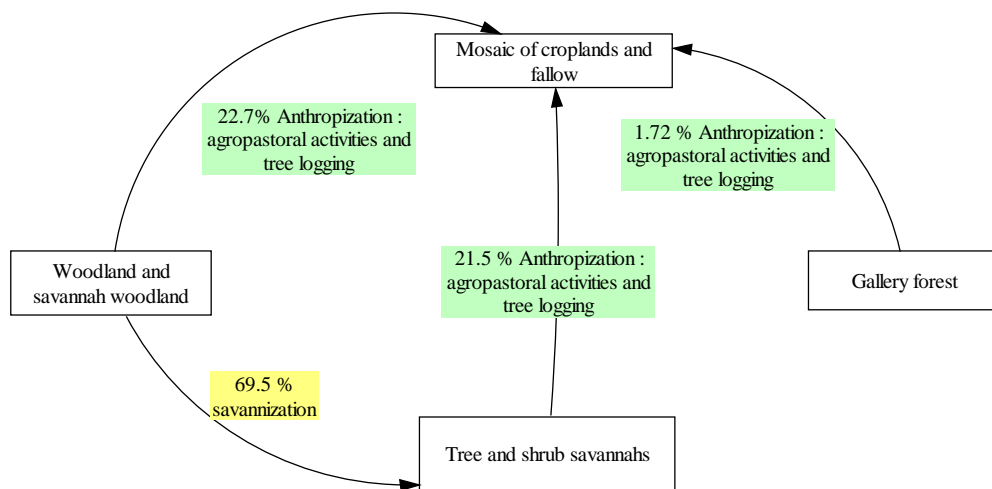 Mosaic of croplands and
fallow
22.7% Anthropization :
agropastoral activities and
tree logging
1.72 % Anthropization :
agropastoral activities and
tree logging
Woodland and
savannah woodland
21.5 % Anthropization :
agropastoral activities and
tree logging
Gallery forest
69.5 %
savannization
Tree and shrub savannahs